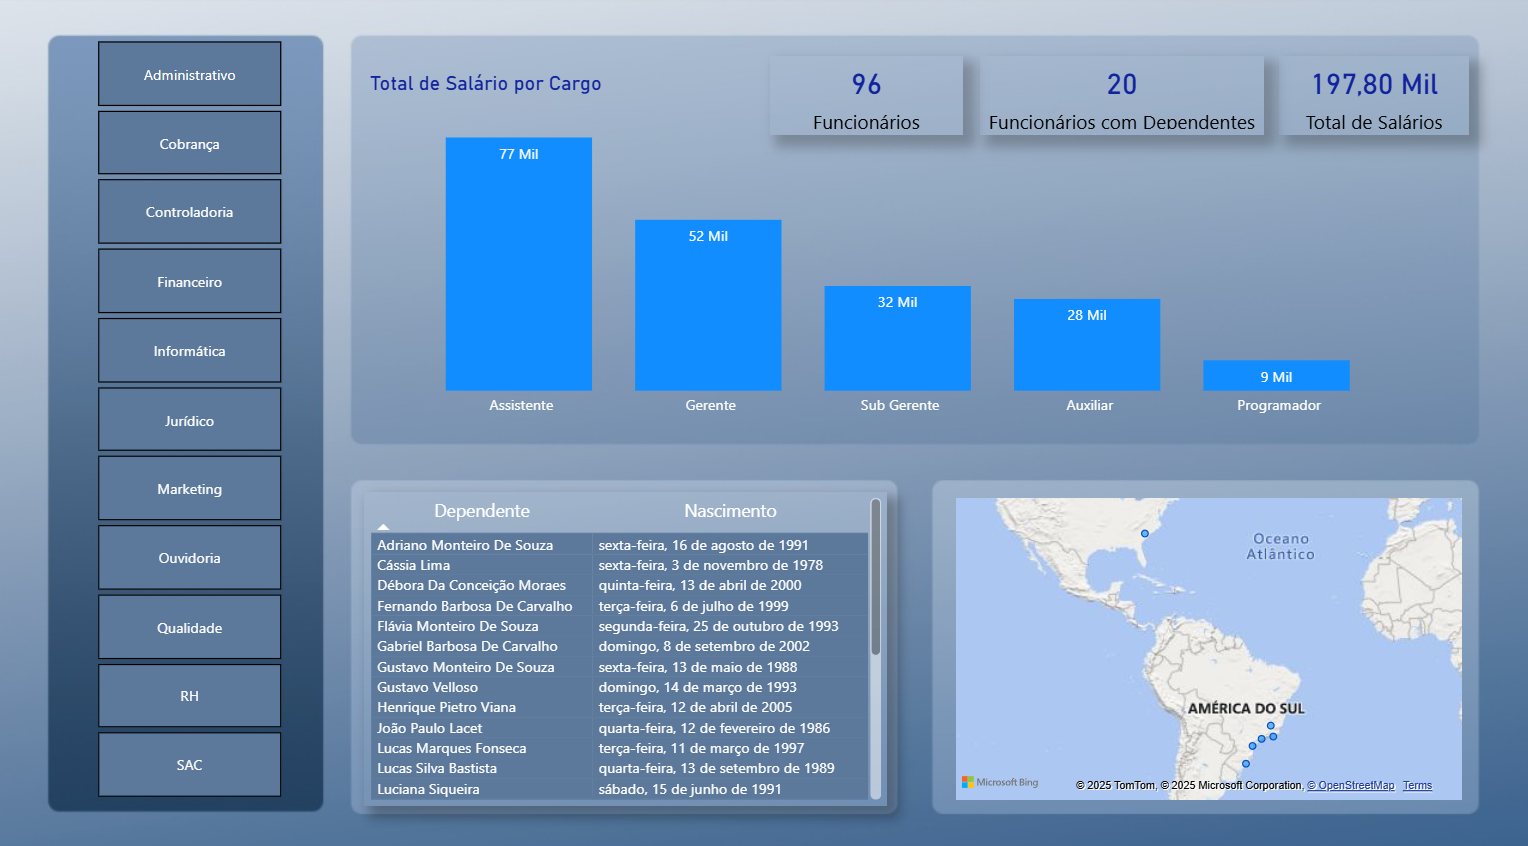 Administrativo
Cobrança
Controladoria
Financeiro
Informática
Jurídico
Marketing
Ouvidoria
Qualidade
RH
SAC
Total de Salário por Cargo
96
Funcionários
20
Funcionários com Dependentes
197,80 Mil
Total de Salários
77 Mil
52 Mil
32 Mil
28 Mil
9 Mil
Assistente
Gerente
Sub Gerente
Auxiliar
Programador
Dependente Nascimento
Adriano Monteiro De Souza sexta-feira, 16 de agosto de 1991
Cássia Lima sexta-feira, 3 de novembro de 1978
Débora Da Conceição Moraes quinta-feira, 13 de abril de 2000
Fernando Barbosa De Carvalho terça-feira, 6 de julho de 1999
Flávia Monteiro De Souza segunda-feira, 25 de outubro de 1993
Gabriel Barbosa De Carvalho domingo, 8 de setembro de 2002
Gustavo Monteiro De Souza sexta-feira, 13 de maio de 1988
Gustavo Velloso domingo, 14 de março de 1993
Henrique Pietro Viana terça-feira, 12 de abril de 2005
João Paulo Lacet quarta-feira, 12 de fevereiro de 1986
Lucas Marques Fonseca terça-feira, 11 de março de 1997
Lucas Silva Bastista quarta-feira, 13 de setembro de 1989
Luciana Siqueira sábado, 15 de junho de 1991
Oceano
Atlântico
AMÉRICA DO SUL
Microsoft Bing
© 2025 TomTom, © 2025 Microsoft Corporation, © OpenStreetMap Terms